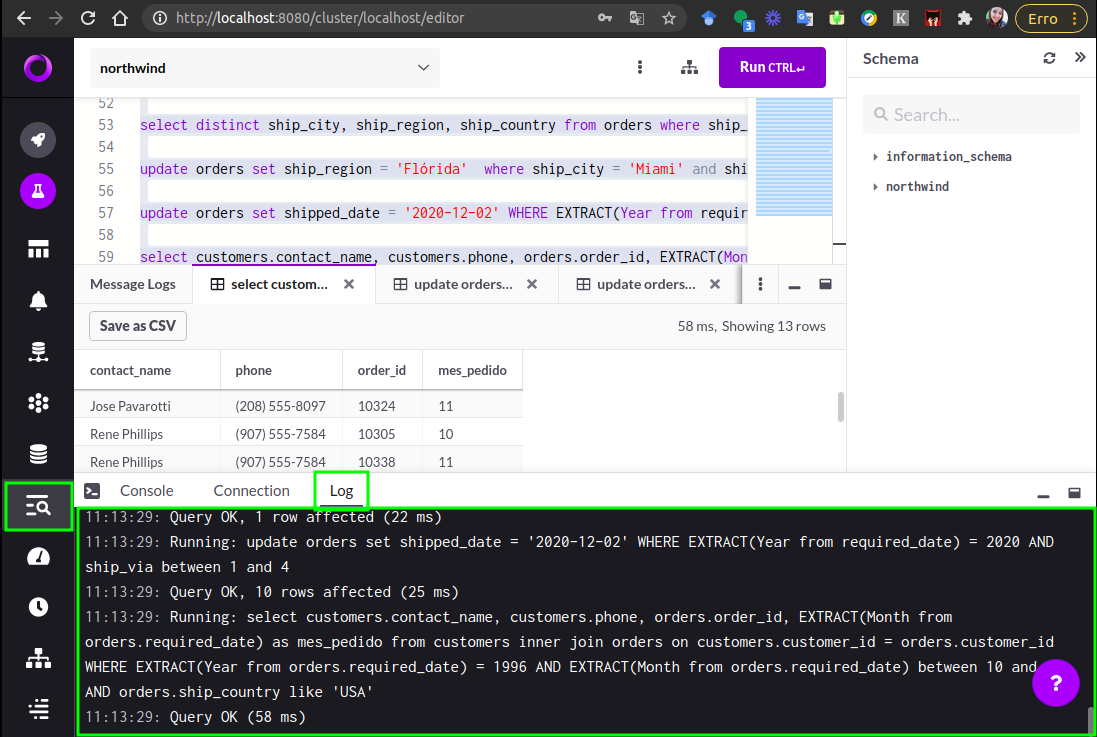 http://localhost:8080/cluster/localhost/editor
3
K
Erro
northwind
Run CTRL↵
Schema
Search...
information_schema
northwind
52
53 select distinct ship_city, ship_region, ship_country from orders where ship_
54
55 update orders set ship_region = 'Flórida'  where ship_city = 'Miami' and shi
56
57 update orders set shipped_date = '2020-12-02' WHERE EXTRACT(Year from requir
58
59 select customers.contact_name, customers.phone, orders.order_id, EXTRACT(Mon
Message Logs
select custom...
update orders...
update orders...
Save as CSV
58 ms, Showing 13 rows
contact_name phone order_id mes_pedido
Jose Pavarotti (208) 555-8097 10324 11
Rene Phillips (907) 555-7584 10305 10
Rene Phillips (907) 555-7584 10338 11
Console Connection Log
11:13:29: Query OK, 1 row affected (22 ms)
11:13:29: Running: update orders set shipped_date = '2020-12-02' WHERE EXTRACT(Year from required_date) = 2020 AND
ship_via between 1 and 4
11:13:29: Query OK, 10 rows affected (25 ms)
11:13:29: Running: select customers.contact_name, customers.phone, orders.order_id, EXTRACT(Month from
orders.required_date) as mes_pedido from customers inner join orders on customers.customer_id = orders.customer_id
WHERE EXTRACT(Year from orders.required_date) = 1996 AND EXTRACT(Month from orders.required_date) between 10 and
AND orders.ship_country like 'USA'
11:13:29: Query OK (58 ms)
?